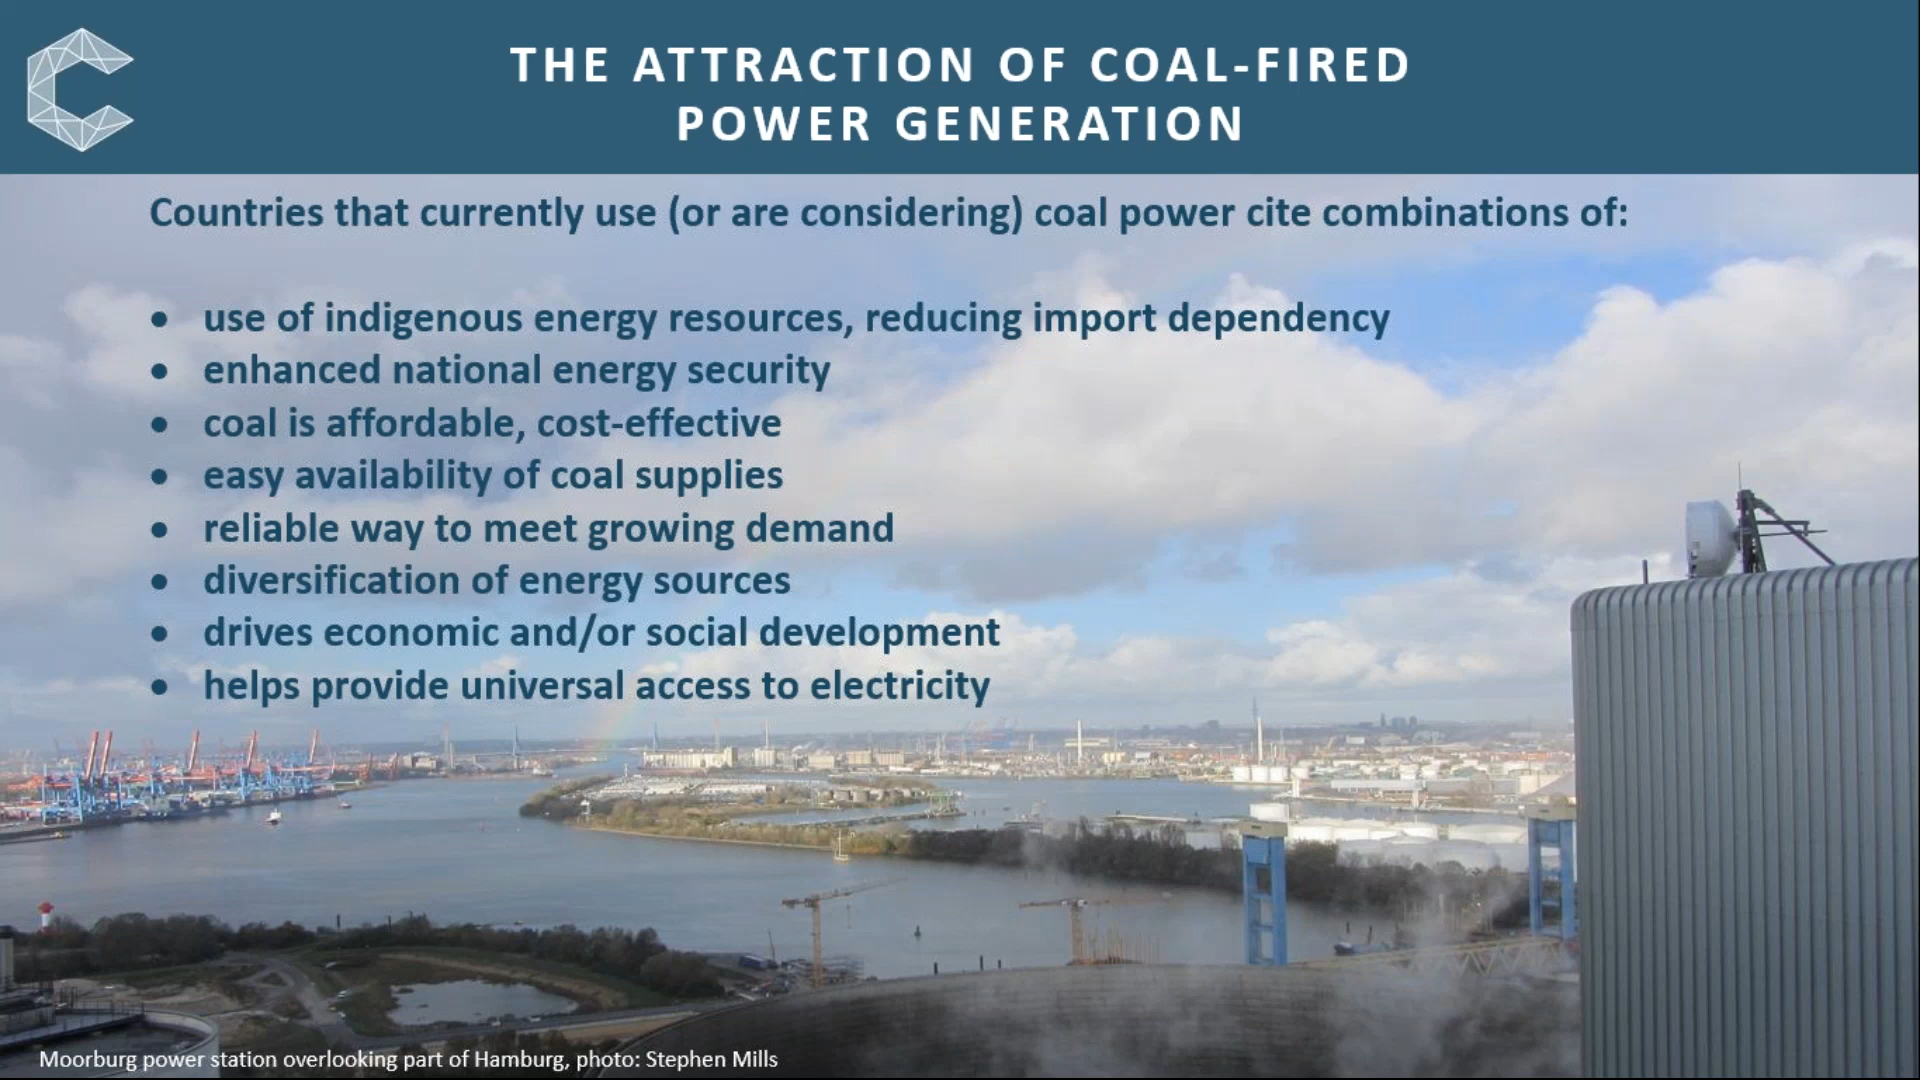 THE ATTRACTION OF COAL-FIRED
POWER GENERATION
Countries that currently use (or are considering) coal power cite combinations of:
• use of indigenous energy resources, reducing import dependency
• enhanced national energy security
• coal is affordable, cost-effective
• easy availability of coal supplies
• reliable way to meet growing demand
• diversification of energy sources
• drives economic and/or social development
• helps provide universal access to electricity
Moorburg power station overlooking part of Hamburg, photo: Stephen Mills